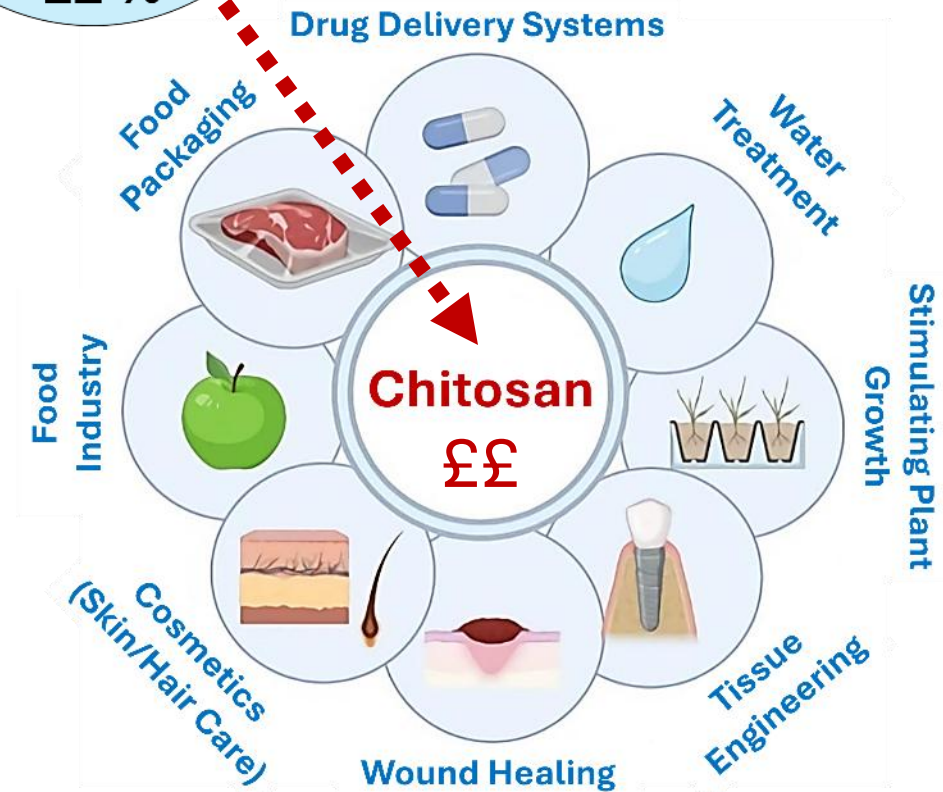 Drug Delivery Systems
Food
Packaging
Water
Treatment
Stimulating Plant
Growth
Food
Industry
Chitosan
££
Cosmetics
(Skin/Hair Care)
Tissue
Engineering
Wound Healing